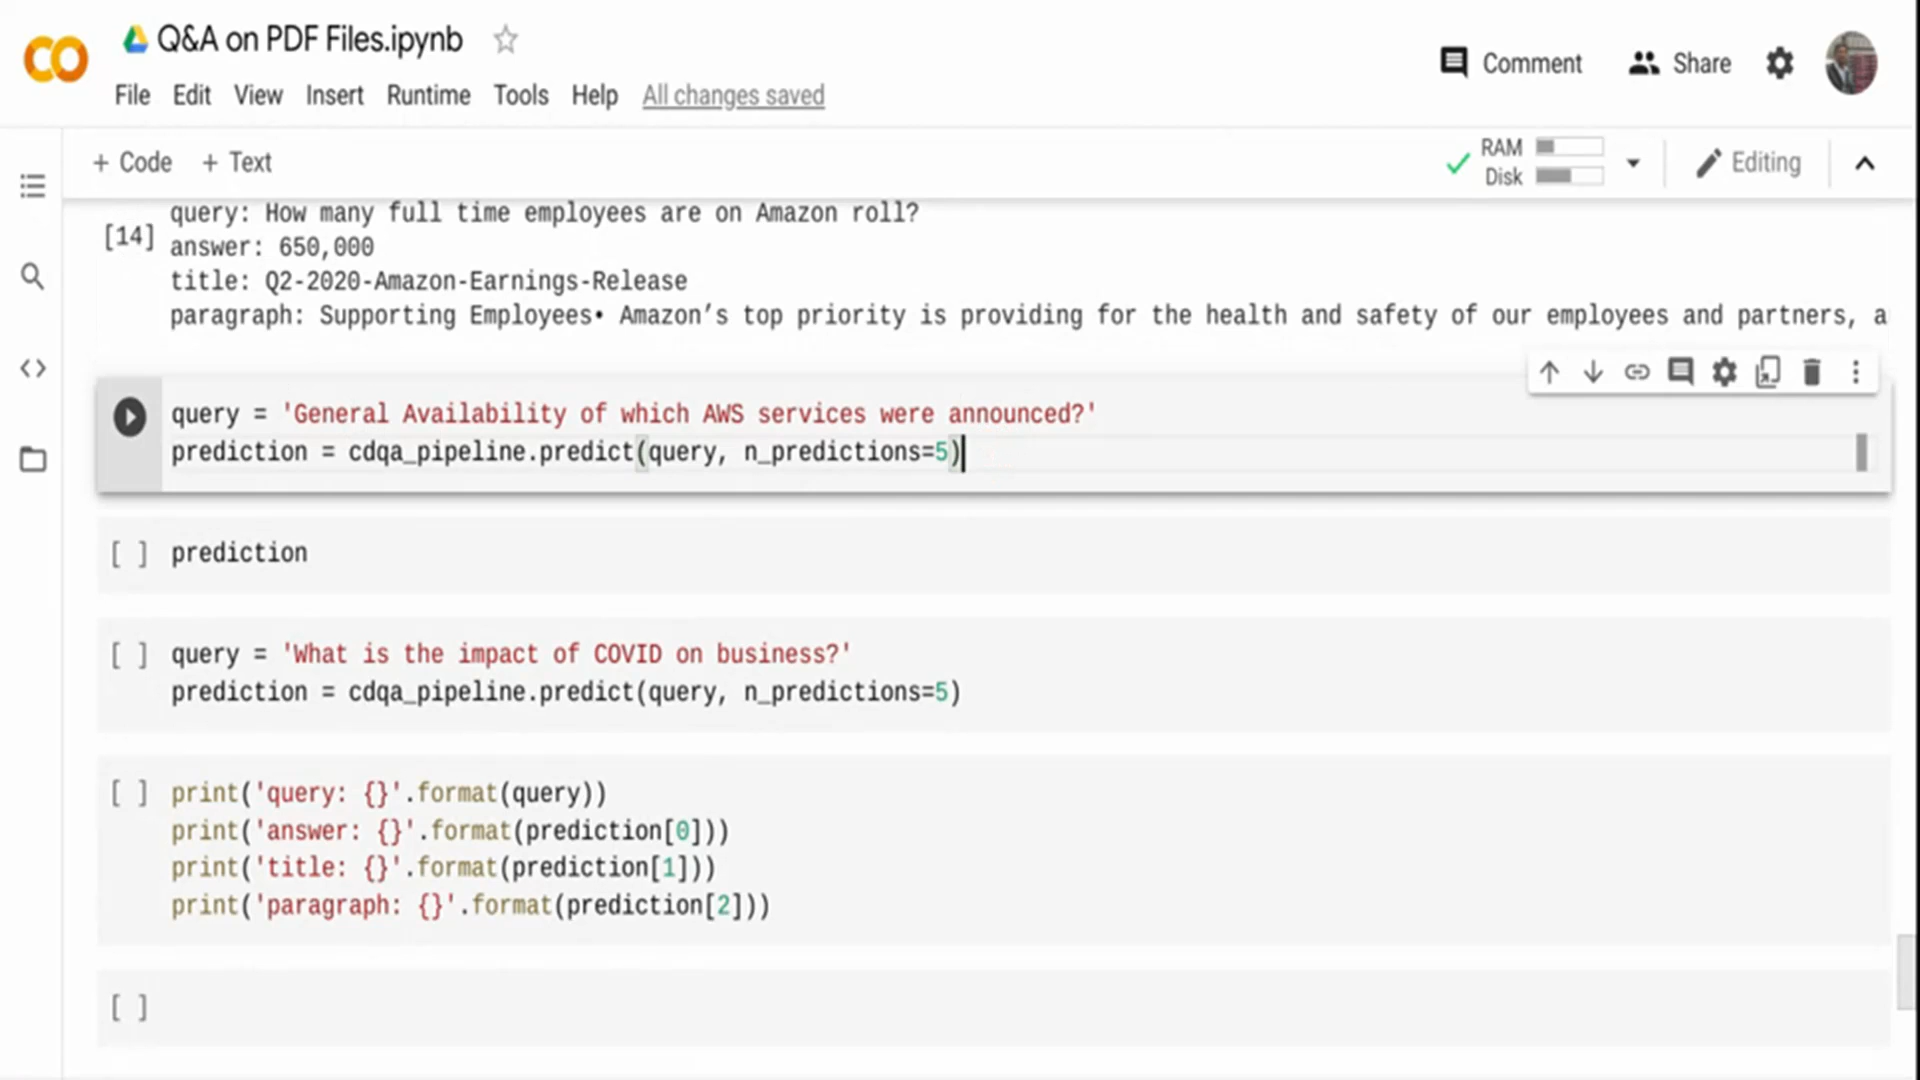 Q&A on PDF Files.ipynb
Comment
Share
File Edit View Insert Runtime Tools Help All changes saved
+ Code + Text
RAM
Disk
Editing
[14]
query: How many full time employees are on Amazon roll?
answer: 650,000
title: Q2-2020-Amazon-Earnings-Release
paragraph: Supporting Employees• Amazon’s top priority is providing for the health and safety of our employees and partners, a
query = 'General Availability of which AWS services were announced?'
prediction = cdqa_pipeline.predict(query, n_predictions=5)
[ ] prediction
[ ] query = 'What is the impact of COVID on business?'
prediction = cdqa_pipeline.predict(query, n_predictions=5)
[ ] print('query: {}'.format(query))
print('answer: {}'.format(prediction[0]))
print('title: {}'.format(prediction[1]))
print('paragraph: {}'.format(prediction[2]))
[ ]